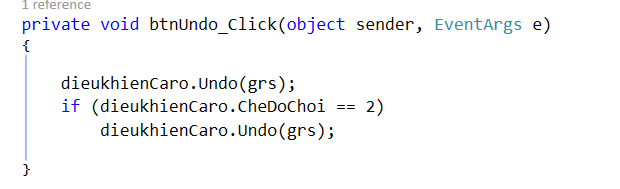 1 reference
private void btnUndo_Click(object sender, EventArgs e)
{
dieukhienCaro.Undo(grs);
if (dieukhienCaro.CheDoChoi == 2)
dieukhienCaro.Undo(grs);
}